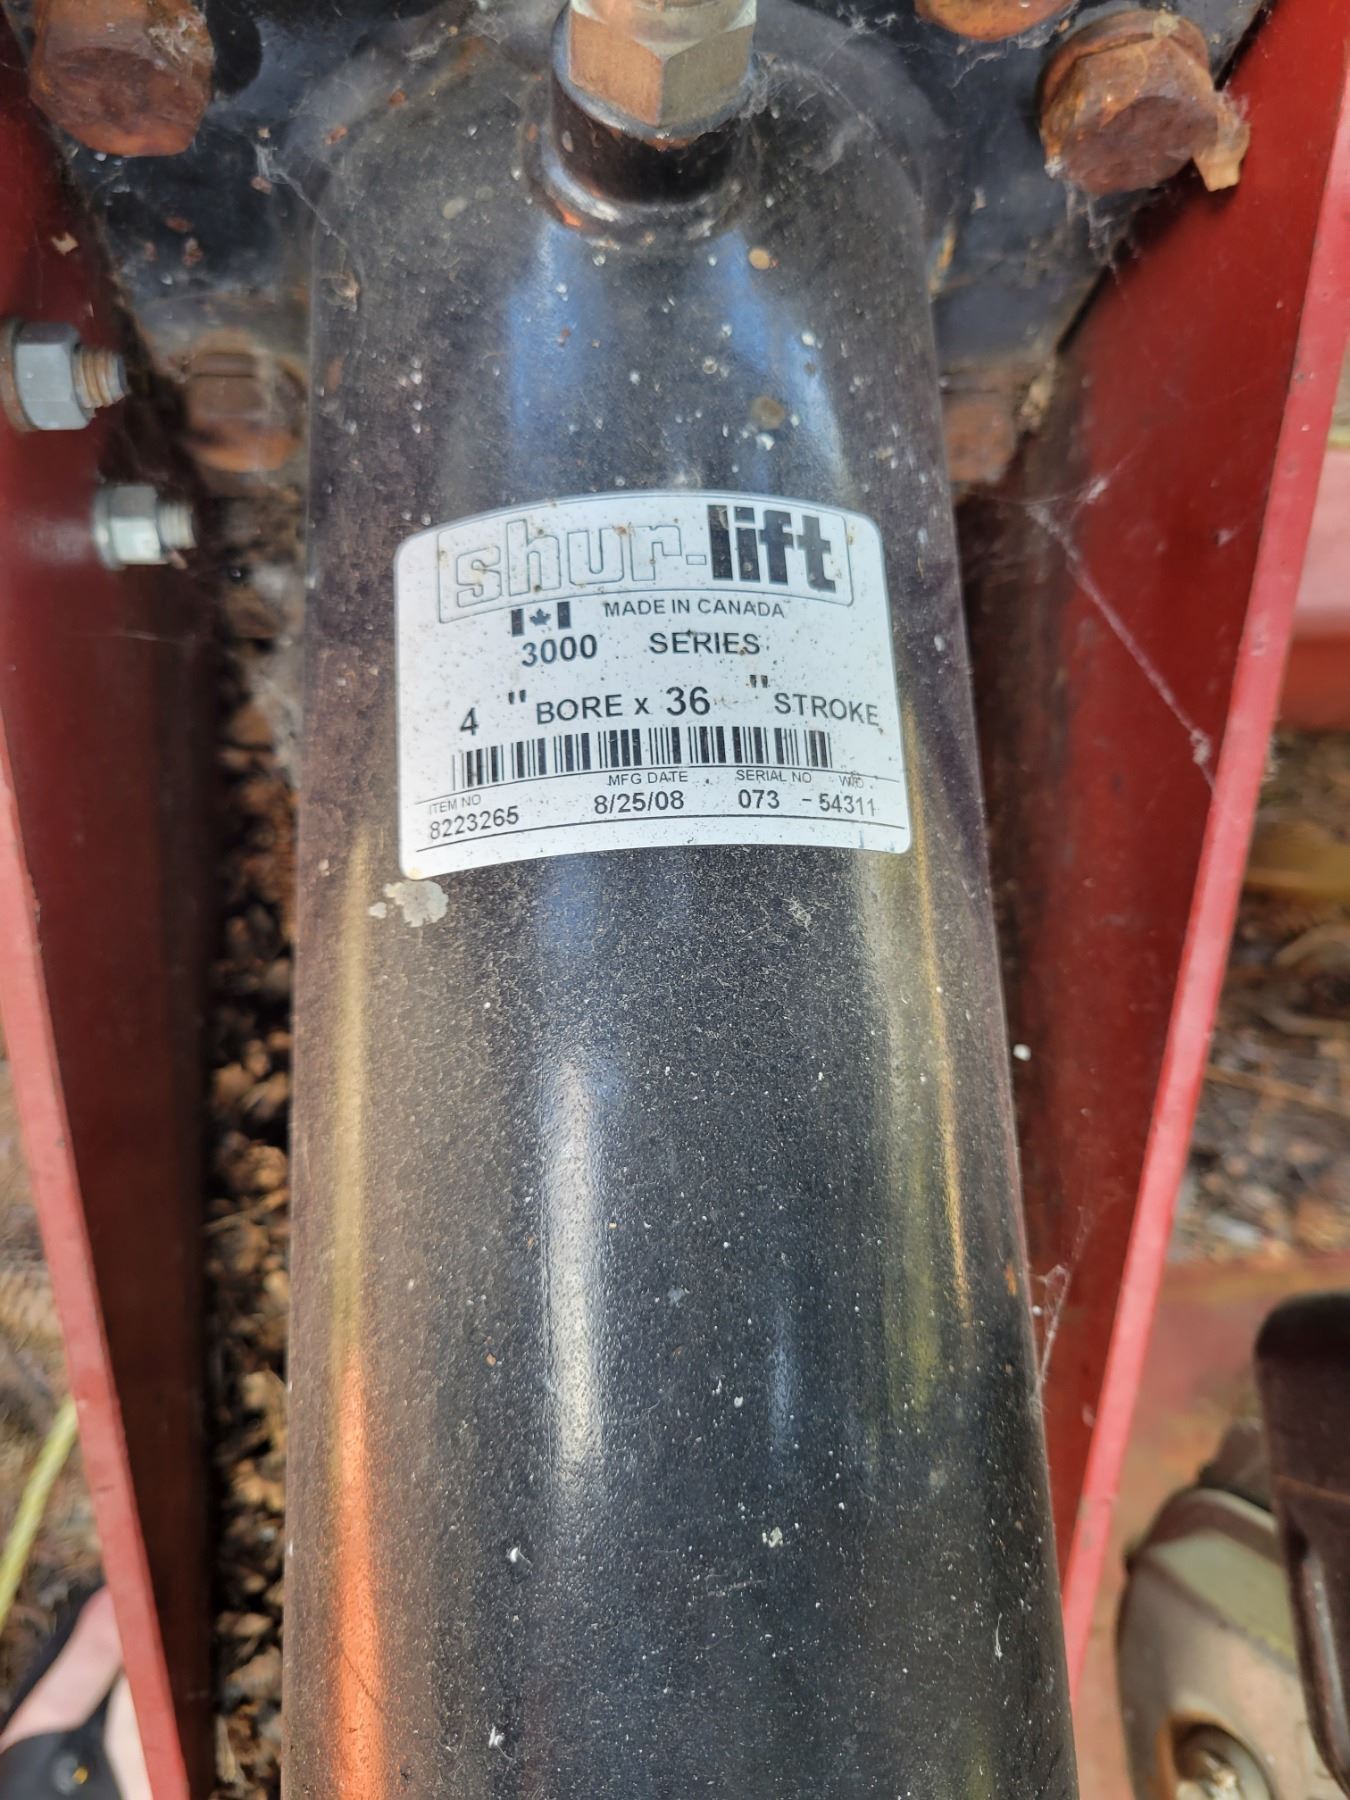 shur-lift
MADE IN CANADA
3000 SERIES
4 " BORE x 36 " STROKE
ITEM NO MFG DATE SERIAL NO W/O
8223265 8/25/08 073 - 54311